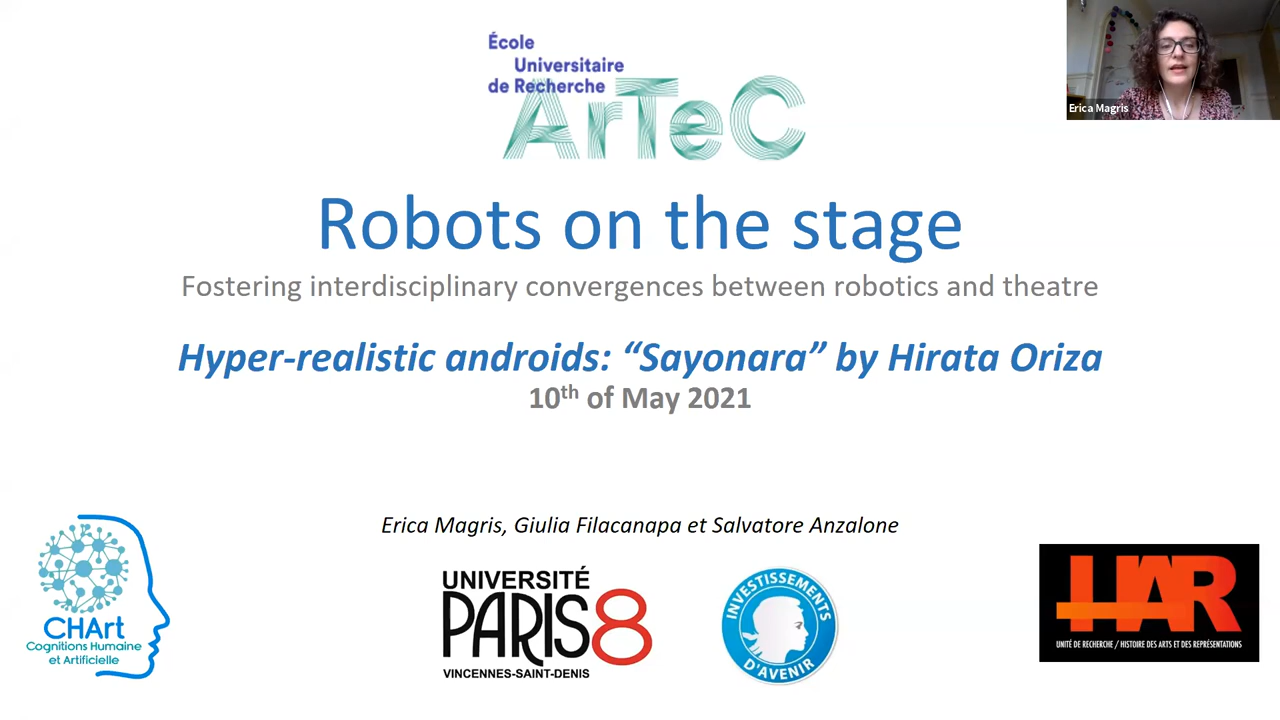 École
Universitaire
de Recherche
ArTeC
Erica Magris
Robots on the stage
Fostering interdisciplinary convergences between robotics and theatre
Hyper-realistic androids: “Sayonara” by Hirata Oriza
10th of May 2021
Erica Magris, Giulia Filacanapa et Salvatore Anzalone
CHArt
Cognitions Humaine
et Artificielle
UNIVERSITÉ
PARIS8
VINCENNES-SAINT-DENIS
INVESTISSEMENTS
D'AVENIR
HAR
UNITÉ DE RECHERCHE / HISTOIRE DES ARTS ET DES REPRÉSENTATIONS